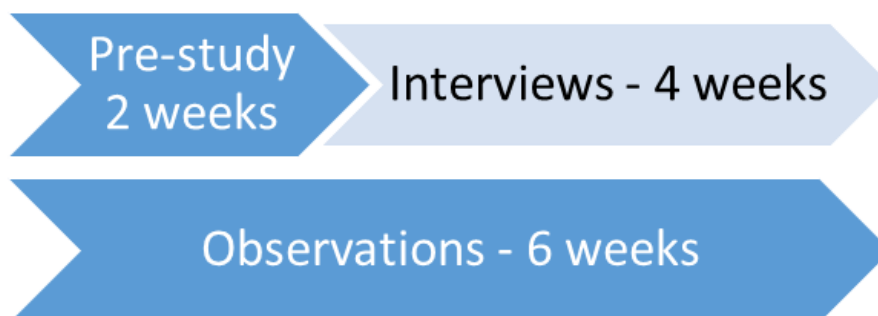 Pre-study
2 weeks
Interviews - 4 weeks
Observations - 6 weeks